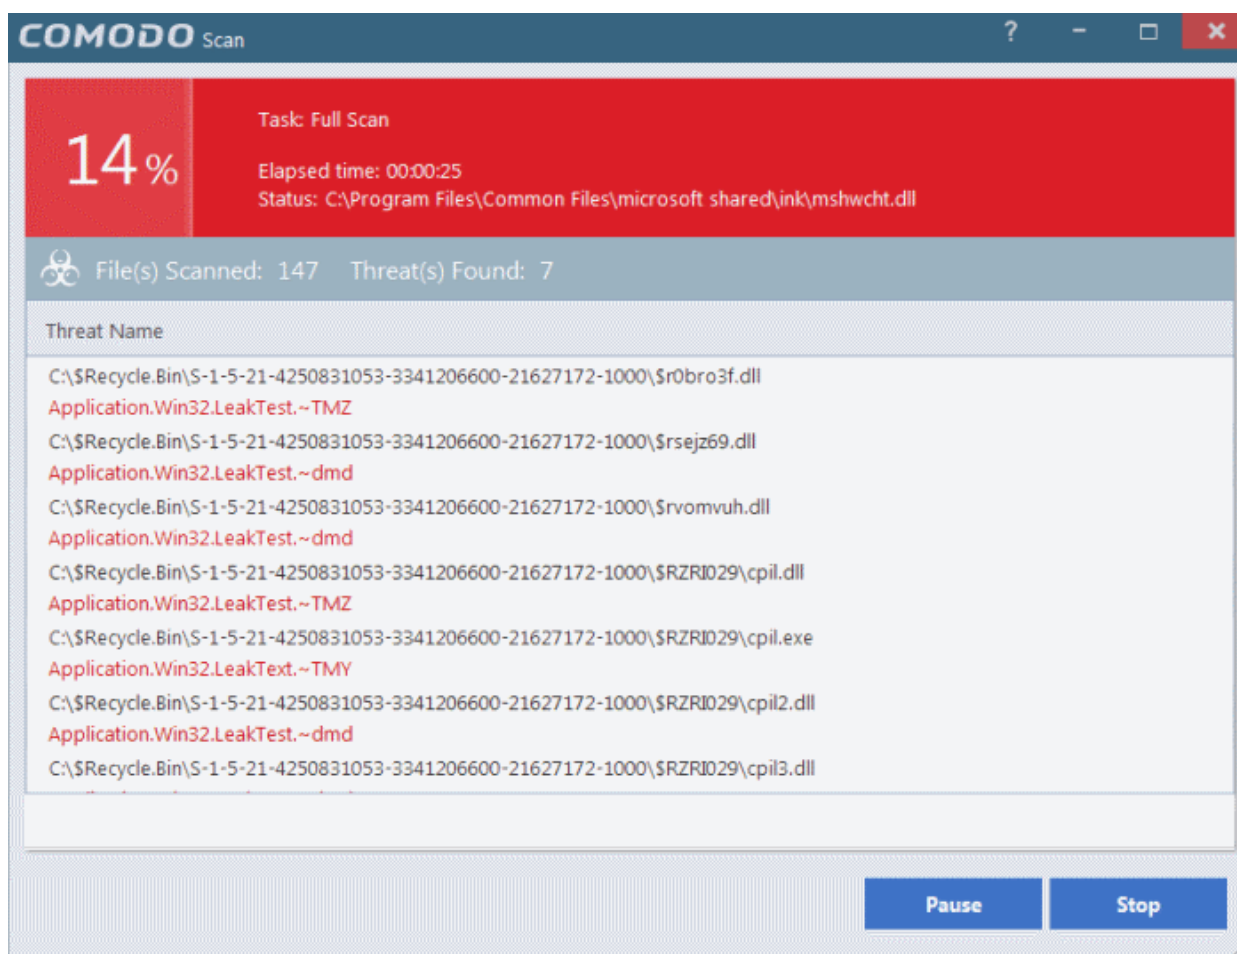 COMODO Scan
?
14 %
Task: Full Scan
Elapsed time: 00:00:25
Status: C:\Program Files\Common Files\microsoft shared\ink\mshwcht.dll
File(s) Scanned: 147 Threat(s) Found: 7
Threat Name
C:\$Recycle.Bin\S-1-5-21-4250831053-3341206600-21627172-1000\$r0bro3f.dll
Application.Win32.LeakTest.~TMZ
C:\$Recycle.Bin\S-1-5-21-4250831053-3341206600-21627172-1000\$rsejz69.dll
Application.Win32.LeakTest.~dmd
C:\$Recycle.Bin\S-1-5-21-4250831053-3341206600-21627172-1000\$rvomvuh.dll
Application.Win32.LeakTest.~dmd
C:\$Recycle.Bin\S-1-5-21-4250831053-3341206600-21627172-1000\$RZRI029\cpil.dll
Application.Win32.LeakTest.~TMZ
C:\$Recycle.Bin\S-1-5-21-4250831053-3341206600-21627172-1000\$RZRI029\cpil.exe
Application.Win32.LeakText.~TMY
C:\$Recycle.Bin\S-1-5-21-4250831053-3341206600-21627172-1000\$RZRI029\cpil2.dll
Application.Win32.LeakTest.~dmd
C:\$Recycle.Bin\S-1-5-21-4250831053-3341206600-21627172-1000\$RZRI029\cpil3.dll
Pause
Stop